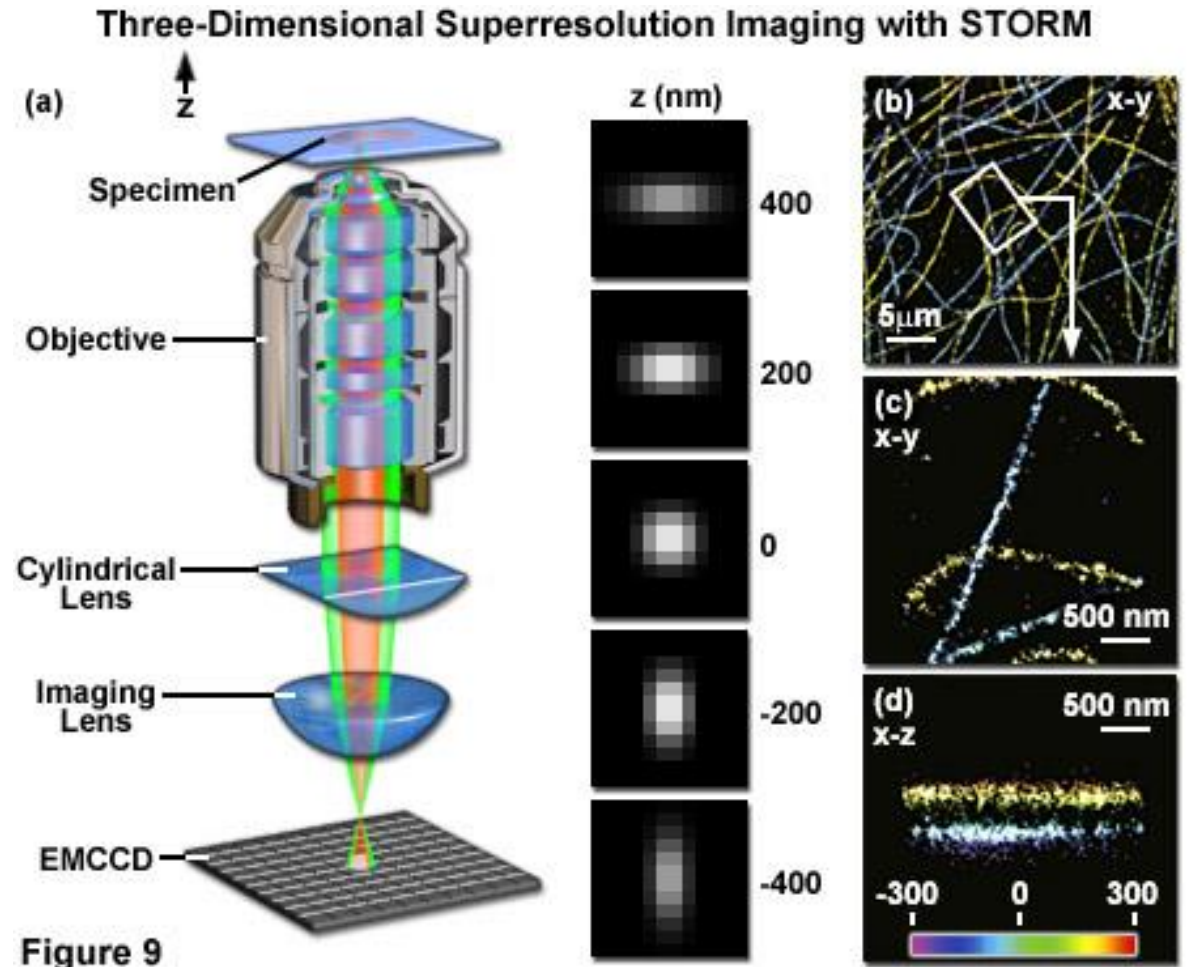 Three-Dimensional Superresolution Imaging with STORM
(a)
z
Specimen
Objective
Cylindrical
Lens
Imaging
Lens
EMCCD
Figure 9
z (nm)
400
200
0
-200
-400
(b)
x-y
5μm
(c)
x-y
500 nm
(d)
x-z
500 nm
-300 0 300